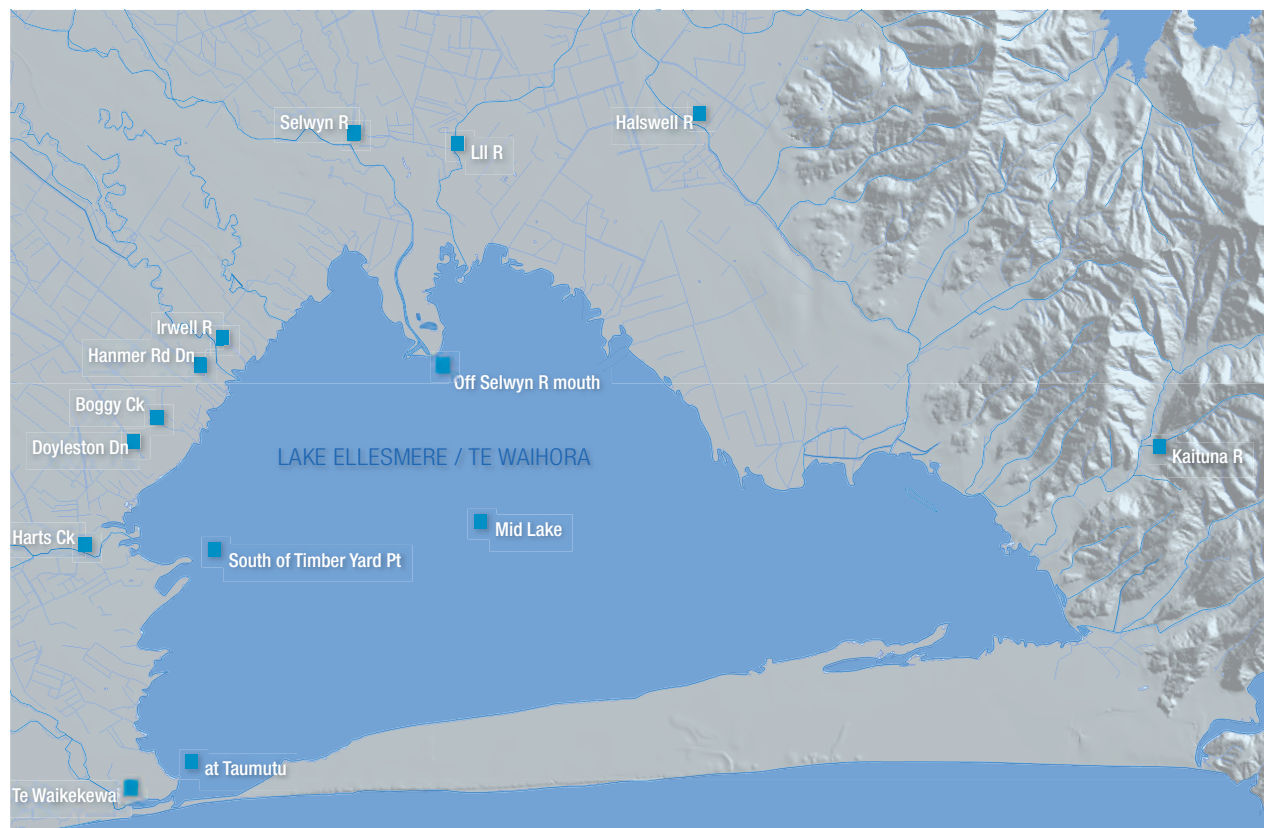 Selwyn R
LII R
Halswell R
Irwell R
Hanmer Rd Dn
Off Selwyn R mouth
Boggy Ck
Doyleston Dn
LAKE ELLESMERE / TE WAIHORA
Kaituna R
Mid Lake
Harts Ck
South of Timber Yard Pt
at Taumutu
Te Waikekewai